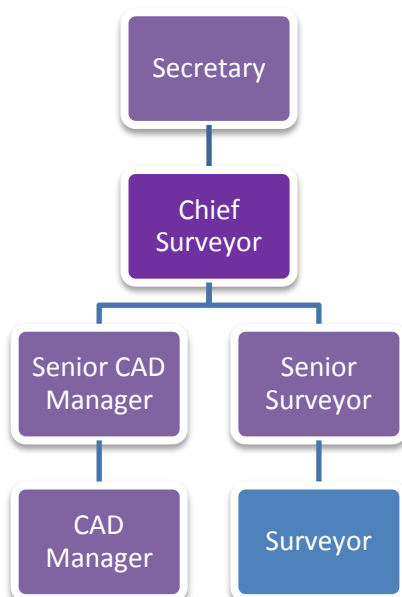 Secretary
Chief
Surveyor
Senior CAD
Manager
Senior
Surveyor
CAD
Manager
Surveyor